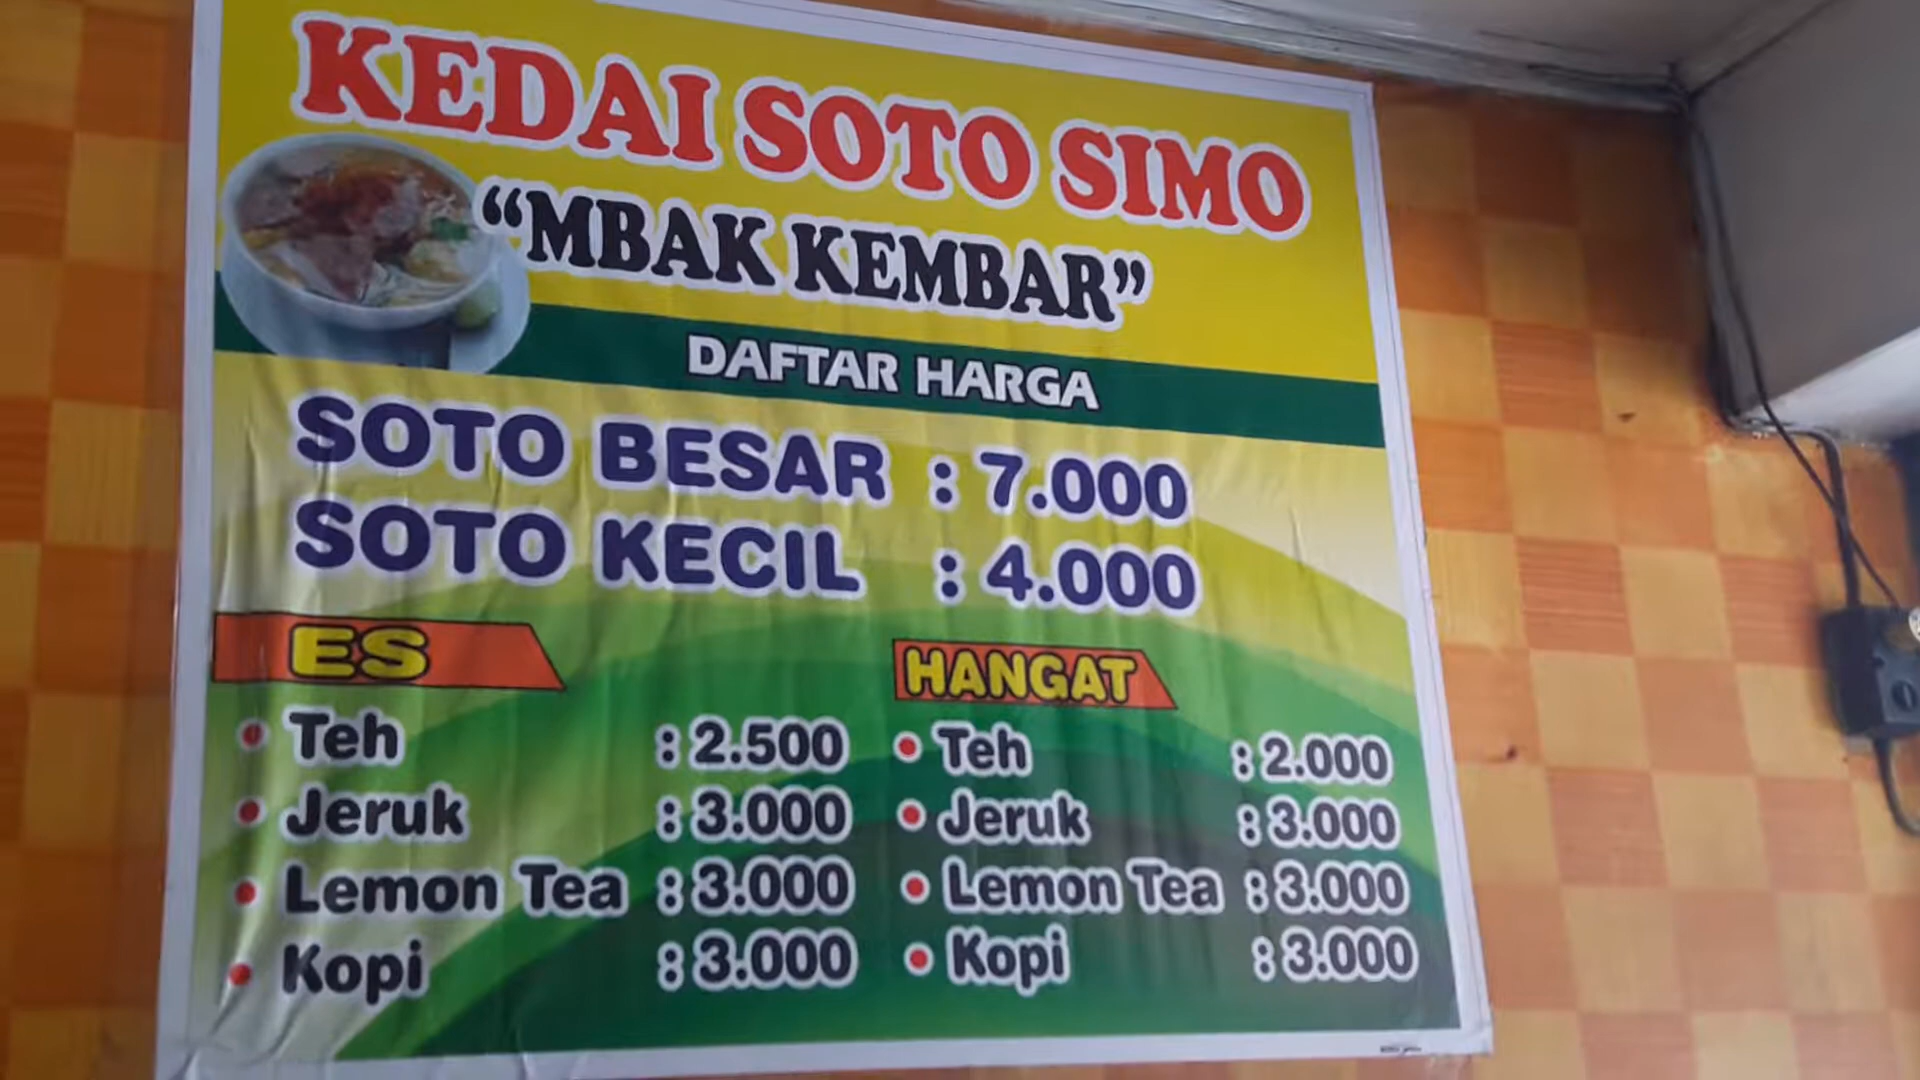 KEDAI SOTO SIMO
“MBAK KEMBAR”
DAFTAR HARGA
SOTO BESAR : 7.000
SOTO KECIL : 4.000
ES
• Teh : 2.500
• Jeruk : 3.000
• Lemon Tea : 3.000
• Kopi : 3.000
HANGAT
• Teh : 2.000
• Jeruk : 3.000
• Lemon Tea : 3.000
• Kopi : 3.000